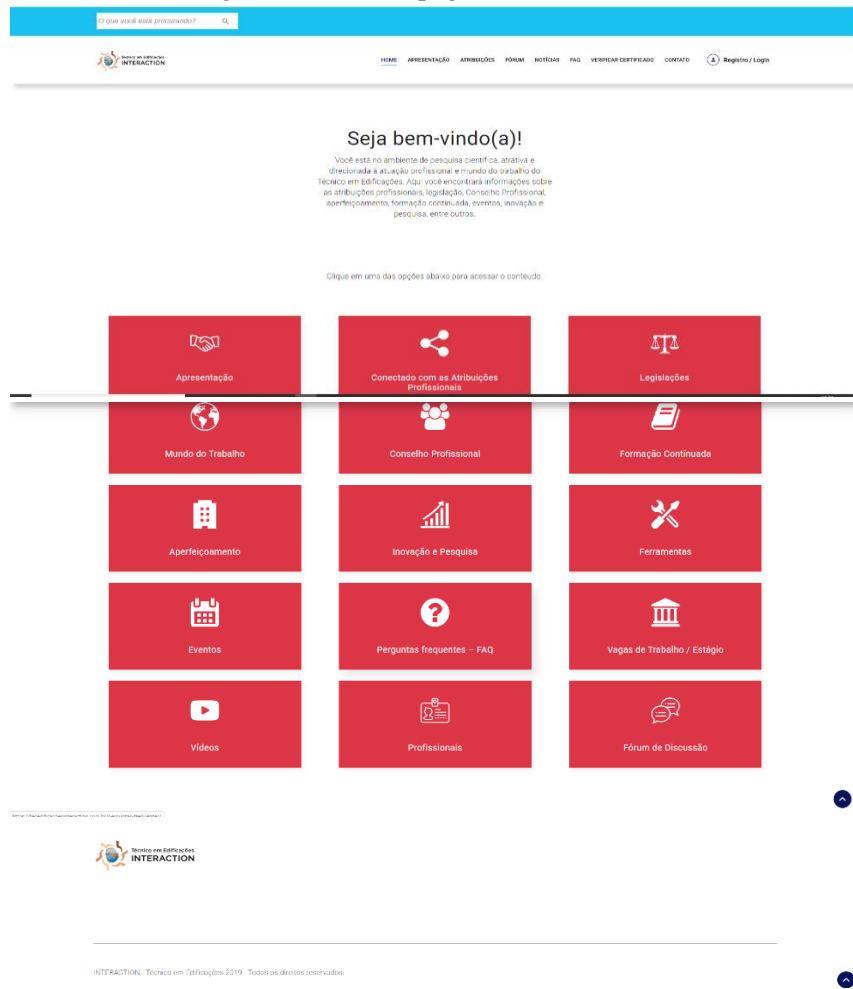 O que você está procurando?
Técnico em Edificações
INTERACTION
HOME APRESENTAÇÃO ATRIBUIÇÕES FÓRUM NOTÍCIAS FAQ VERIFICAR CERTIFICADO CONTATO Registro / Login
Seja bem-vindo(a)!
Você está no ambiente de pesquisa científica, atrativa e
direcionada à atuação profissional e mundo do trabalho do
Técnico em Edificações. Aqui você encontrará informações sobre
as atribuições profissionais, legislação, Conselho Profissional,
aperfeiçoamento, formação continuada, eventos, inovação e
pesquisa, entre outros.
Clique em uma das opções abaixo para acessar o conteúdo.
Apresentação
Conectado com as Atribuições
Profissionais
Legislações
Mundo do Trabalho
Conselho Profissional
Formação Continuada
Aperfeiçoamento
Inovação e Pesquisa
Ferramentas
Eventos
Perguntas frequentes – FAQ
Vagas de Trabalho / Estágio
Vídeos
Profissionais
Fórum de Discussão
Técnico em Edificações
INTERACTION
INTERACTION Técnico em Edificações 2019 Todos os direitos reservados.